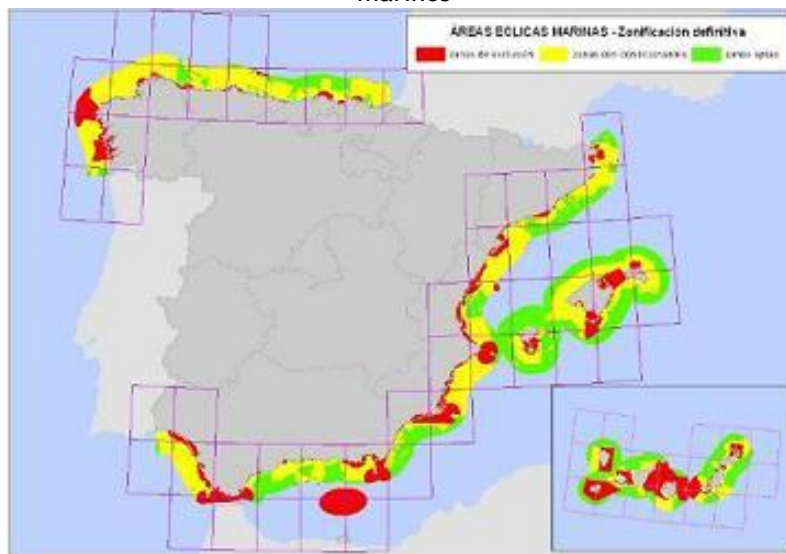 marinos
ÁREAS EÓLICAS MARINAS - Zonificación definitiva
zonas de exclusión zonas con condicionantes zonas aptas